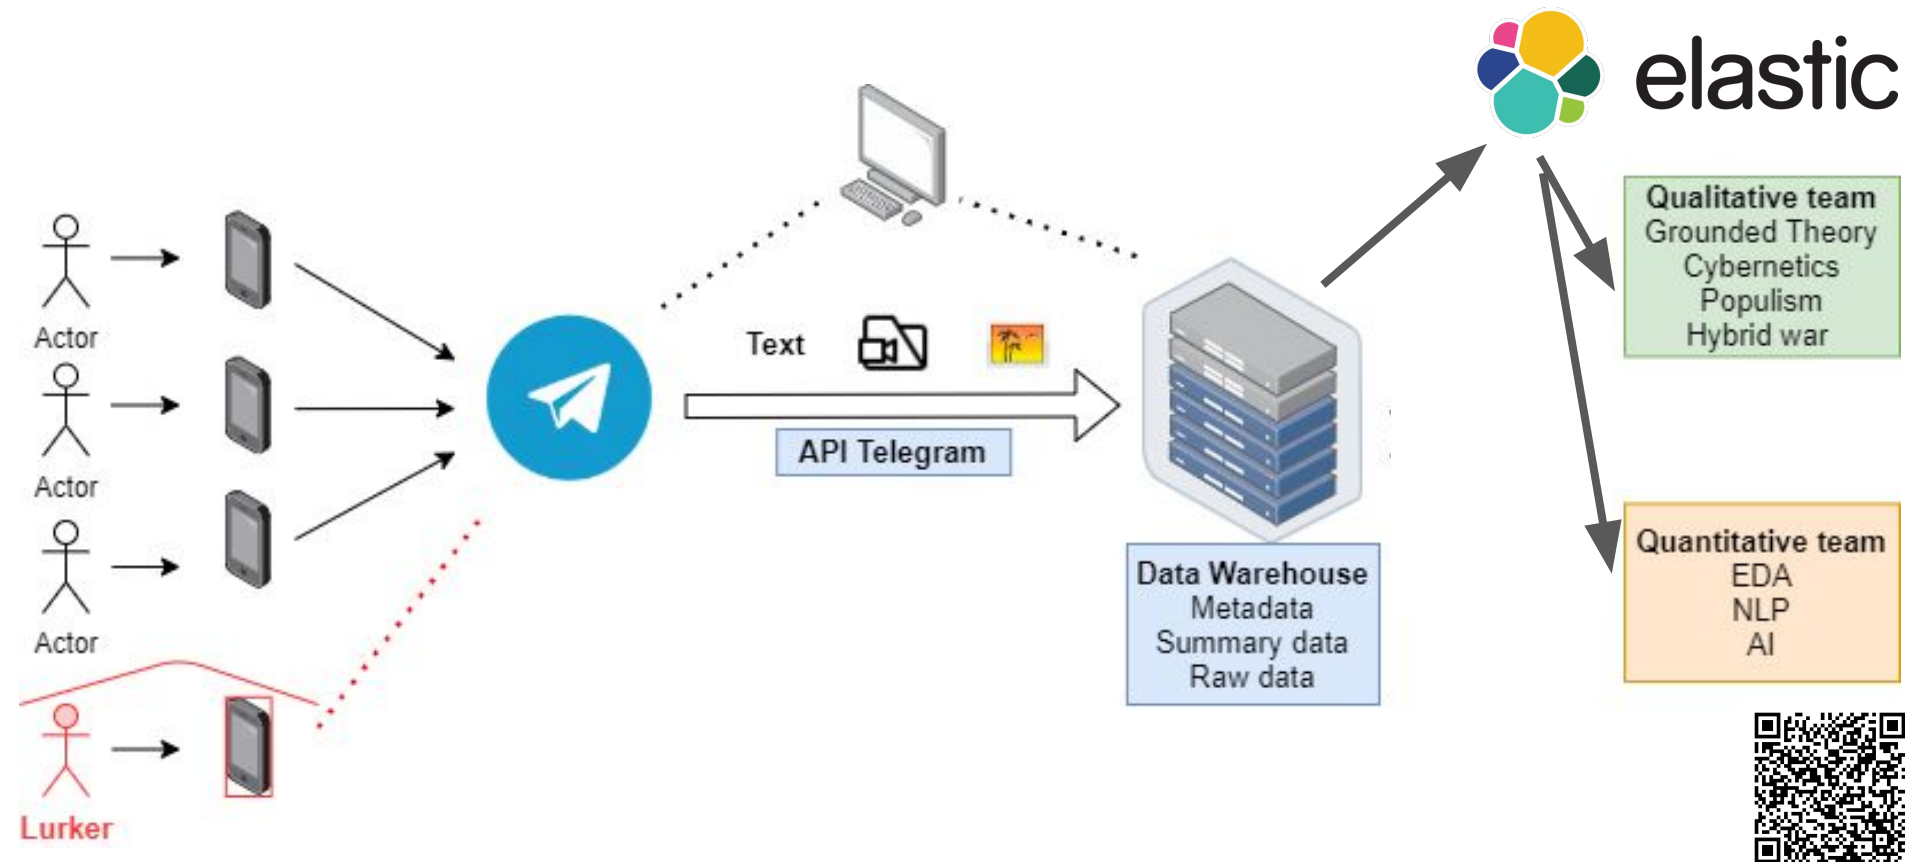 elastic
Actor
Actor
Actor
Lurker
Text
API Telegram
Data Warehouse
Metadata
Summary data
Raw data
Qualitative team
Grounded Theory
Cybernetics
Populism
Hybrid war
Quantitative team
EDA
NLP
AI